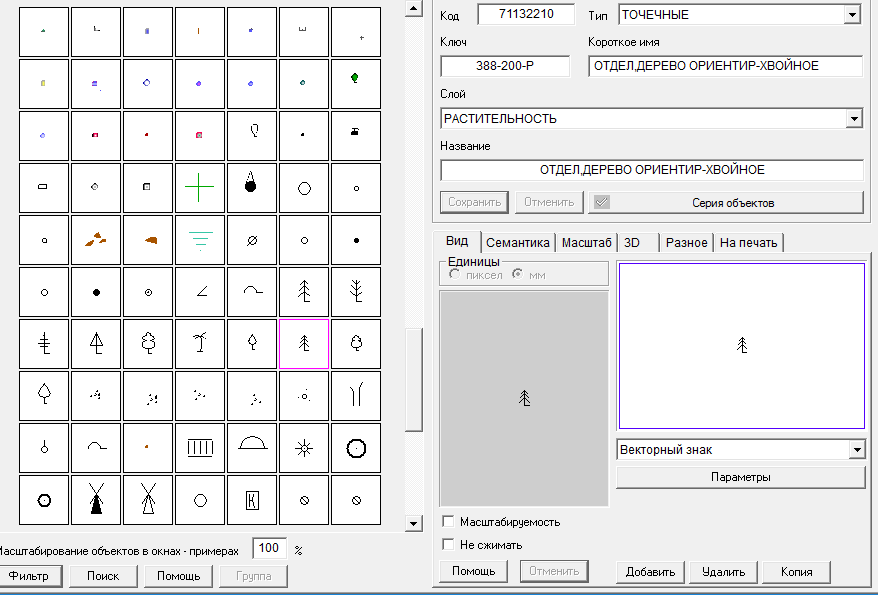 Код 71132210 Тип ТОЧЕЧНЫЕ
Ключ Короткое имя
388-200-Р ОТДЕЛ,ДЕРЕВО ОРИЕНТИР-ХВОЙНОЕ
Слой
РАСТИТЕЛЬНОСТЬ
Название
ОТДЕЛ,ДЕРЕВО ОРИЕНТИР-ХВОЙНОЕ
Сохранить Отменить Серия объектов
Вид Семантика Масштаб 3D Разное На печать
Единицы
пиксел мм
К
Векторный знак
Параметры
Масштабируемость
Не сжимать
Масштабирование объектов в окнах - примерах 100 %
Фильтр Поиск Помощь Группа
Помощь Отменить Добавить Удалить Копия